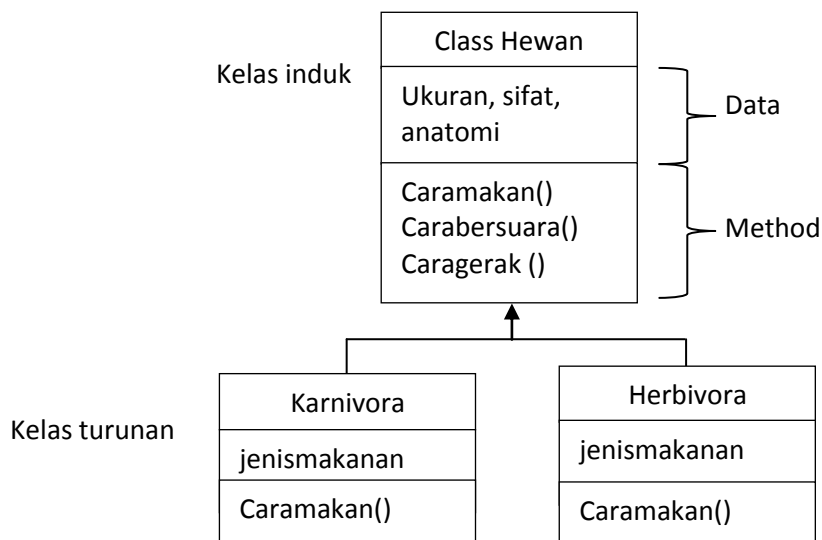 Class Hewan
Kelas induk
Ukuran, sifat,
anatomi
Data
Caramakan()
Carabersuara()
Caragerak ()
Method
Kelas turunan
Karnivora
jenismakanan
Caramakan()
Herbivora
jenismakanan
Caramakan()